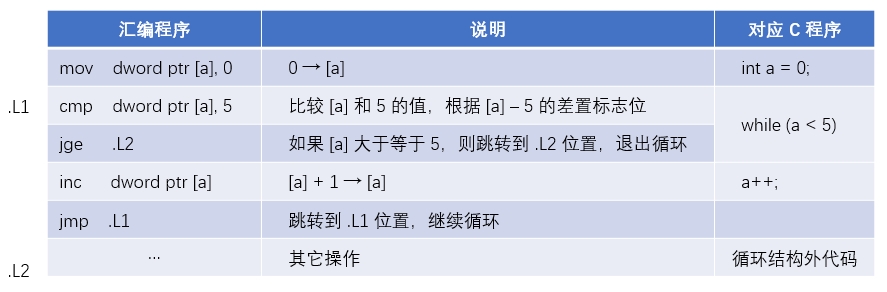 汇编程序 说明 对应 C 程序
mov dword ptr [a], 0 0 → [a] int a = 0;
.L1 cmp dword ptr [a], 5 比较 [a] 和 5 的值，根据 [a] – 5 的差置标志位
while (a < 5)
jge .L2 如果 [a] 大于等于 5，则跳转到 .L2 位置，退出循环
inc dword ptr [a] [a] + 1 → [a] a++;
jmp .L1 跳转到 .L1 位置，继续循环
.L2 … 其它操作 循环结构外代码